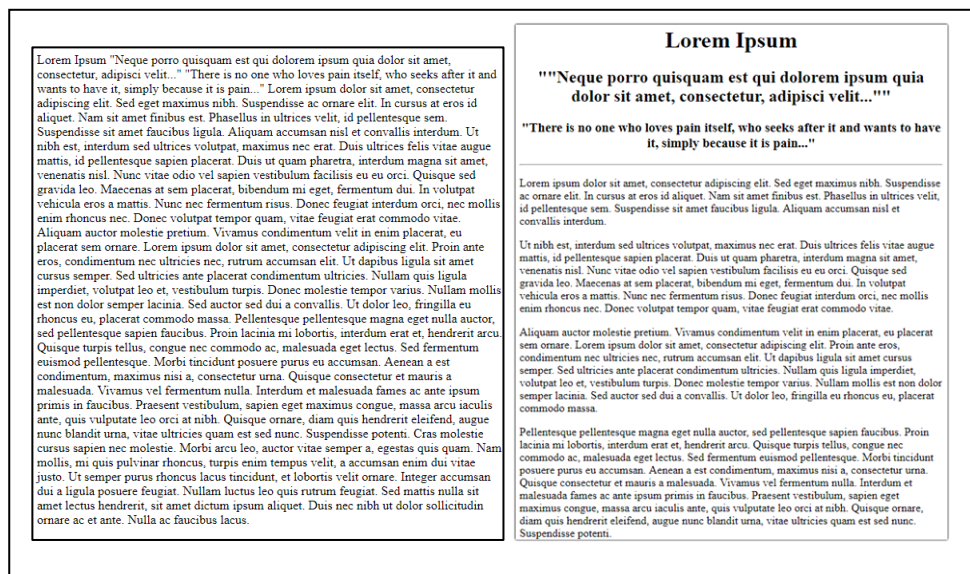 Lorem Ipsum "Neque porro quisquam est qui dolorem ipsum quia dolor sit amet,
consectetur, adipisci velit..." "There is no one who loves pain itself, who seeks after it and
wants to have it, simply because it is pain..." Lorem ipsum dolor sit amet, consectetur
adipiscing elit. Sed eget maximus nibh. Suspendisse ac ornare elit. In cursus at eros id
aliquet. Nam sit amet finibus est. Phasellus in ultrices velit, id pellentesque sem.
Suspendisse sit amet faucibus ligula. Aliquam accumsan nisl et convallis interdum. Ut
nibh est, interdum sed ultrices volutpat, maximus nec erat. Duis ultrices felis vitae augue
mattis, id pellentesque sapien placerat. Duis ut quam pharetra, interdum magna sit amet,
venenatis nisl. Nunc vitae odio vel sapien vestibulum facilisis eu eu orci. Quisque sed
gravida leo. Maecenas at sem placerat, bibendum mi eget, fermentum dui. In volutpat
vehicula eros a mattis. Nunc nec fermentum risus. Donec feugiat interdum orci, nec mollis
enim rhoncus nec. Donec volutpat tempor quam, vitae feugiat erat commodo vitae.
Aliquam auctor molestie pretium. Vivamus condimentum velit in enim placerat, eu
placerat sem ornare. Lorem ipsum dolor sit amet, consectetur adipiscing elit. Proin ante
eros, condimentum nec ultricies nec, rutrum accumsan elit. Ut dapibus ligula sit amet
cursus semper. Sed ultricies ante placerat condimentum ultricies. Nullam quis ligula
imperdiet, volutpat leo et, vestibulum turpis. Donec molestie tempor varius. Nullam mollis
est non dolor semper lacinia. Sed auctor sed dui a convallis. Ut dolor leo, fringilla eu
rhoncus eu, placerat commodo massa. Pellentesque pellentesque magna eget nulla auctor,
sed pellentesque sapien faucibus. Proin lacinia mi lobortis, interdum erat et, hendrerit arcu.
Quisque turpis tellus, congue nec commodo ac, malesuada eget lectus. Sed fermentum
euismod pellentesque. Morbi tincidunt posuere purus eu accumsan. Aenean a est
condimentum, maximus nisi a, consectetur urna. Quisque consectetur et mauris a
malesuada. Vivamus vel fermentum nulla. Interdum et malesuada fames ac ante ipsum
primis in faucibus. Praesent vestibulum, sapien eget maximus congue, massa arcu iaculis
ante, quis vulputate leo orci at nibh. Quisque ornare, diam quis hendrerit eleifend, augue
nunc blandit urna, vitae ultricies quam est sed nunc. Suspendisse potenti. Cras molestie
cursus sapien nec molestie. Morbi arcu leo, auctor vitae semper a, egestas quis quam. Nam
mollis, mi quis pulvinar rhoncus, turpis enim tempus velit, a accumsan enim dui vitae
justo. Ut semper purus rhoncus lacus tincidunt, et lobortis velit ornare. Integer accumsan
dui a ligula posuere feugiat. Nullam luctus leo quis rutrum feugiat. Sed mattis nulla sit
amet lectus hendrerit, sit amet dictum ipsum aliquet. Duis nec nibh ut dolor sollicitudin
ornare ac et ante. Nulla ac faucibus lacus.
Lorem Ipsum
""Neque porro quisquam est qui dolorem ipsum quia
dolor sit amet, consectetur, adipisci velit...""
"There is no one who loves pain itself, who seeks after it and wants to have
it, simply because it is pain..."
Lorem ipsum dolor sit amet, consectetur adipiscing elit. Sed eget maximus nibh. Suspendisse
ac ornare elit. In cursus at eros id aliquet. Nam sit amet finibus est. Phasellus in ultrices velit,
id pellentesque sem. Suspendisse sit amet faucibus ligula. Aliquam accumsan nisl et
convallis interdum.
Ut nibh est, interdum sed ultrices volutpat, maximus nec erat. Duis ultrices felis vitae augue
mattis, id pellentesque sapien placerat. Duis ut quam pharetra, interdum magna sit amet,
venenatis nisl. Nunc vitae odio vel sapien vestibulum facilisis eu eu orci. Quisque sed
gravida leo. Maecenas at sem placerat, bibendum mi eget, fermentum dui. In volutpat
vehicula eros a mattis. Nunc nec fermentum risus. Donec feugiat interdum orci, nec mollis
enim rhoncus nec. Donec volutpat tempor quam, vitae feugiat erat commodo vitae.
Aliquam auctor molestie pretium. Vivamus condimentum velit in enim placerat, eu placerat
sem ornare. Lorem ipsum dolor sit amet, consectetur adipiscing elit. Proin ante eros,
condimentum nec ultricies nec, rutrum accumsan elit. Ut dapibus ligula sit amet cursus
semper. Sed ultricies ante placerat condimentum ultricies. Nullam quis ligula imperdiet,
volutpat leo et, vestibulum turpis. Donec molestie tempor varius. Nullam mollis est non dolor
semper lacinia. Sed auctor sed dui a convallis. Ut dolor leo, fringilla eu rhoncus eu, placerat
commodo massa.
Pellentesque pellentesque magna eget nulla auctor, sed pellentesque sapien faucibus. Proin
lacinia mi lobortis, interdum erat et, hendrerit arcu. Quisque turpis tellus, congue nec
commodo ac, malesuada eget lectus. Sed fermentum euismod pellentesque. Morbi tincidunt
posuere purus eu accumsan. Aenean a est condimentum, maximus nisi a, consectetur urna.
Quisque consectetur et mauris a malesuada. Vivamus vel fermentum nulla. Interdum et
malesuada fames ac ante ipsum primis in faucibus. Praesent vestibulum, sapien eget
maximus congue, massa arcu iaculis ante, quis vulputate leo orci at nibh. Quisque ornare,
diam quis hendrerit eleifend, augue nunc blandit urna, vitae ultricies quam est sed nunc.
Suspendisse potenti.